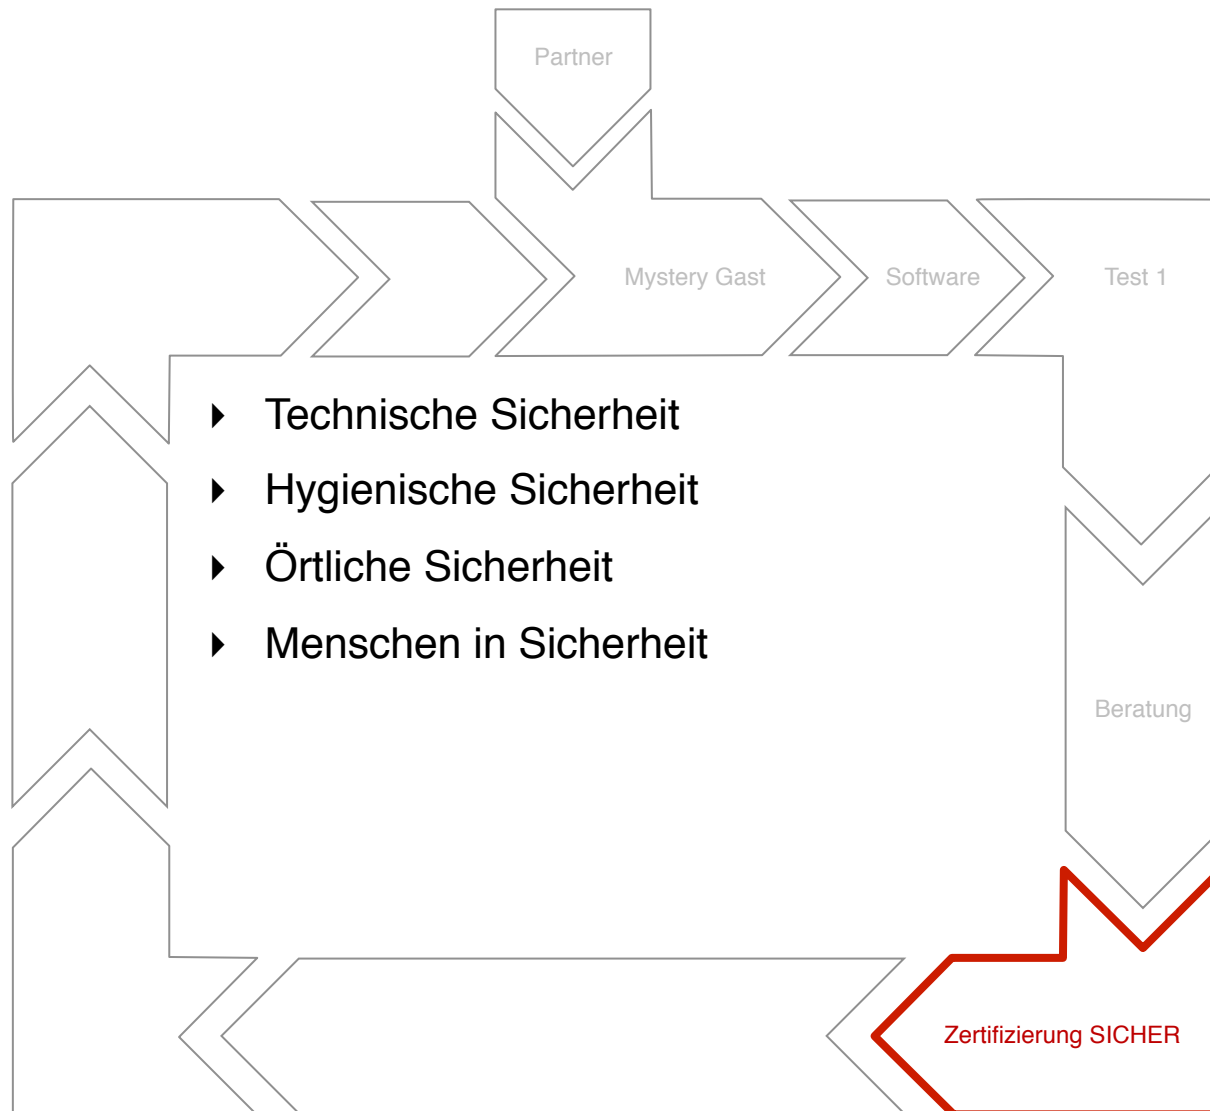 Partner
Mystery Gast
Software
Test 1
Technische Sicherheit
Hygienische Sicherheit
Örtliche Sicherheit
Menschen in Sicherheit
Beratung
Zertifizierung SICHER